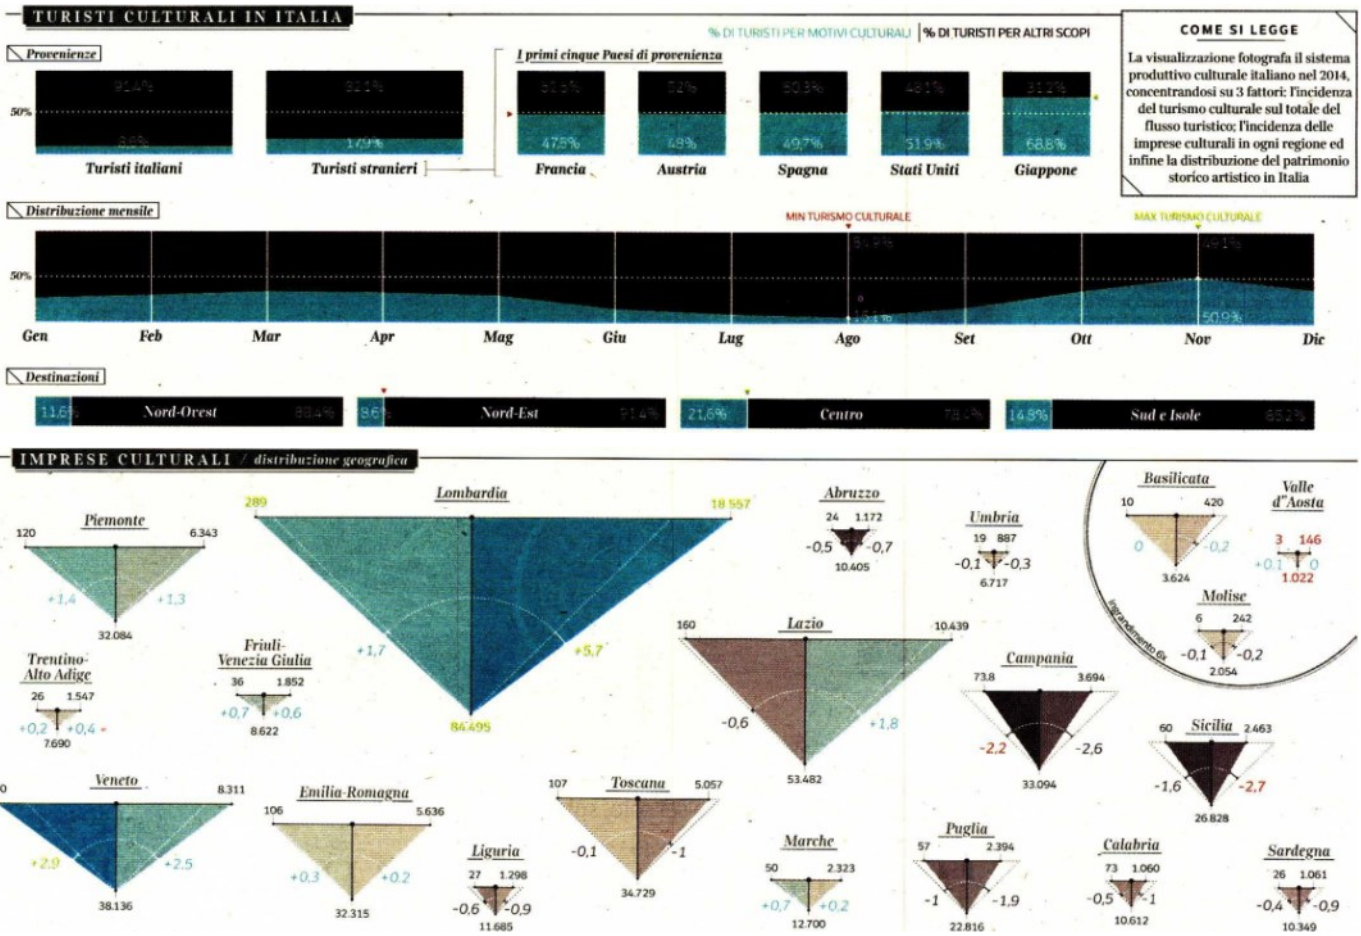 TURISTI CULTURALI IN ITALIA
% DI TURISTI PER MOTIVI CULTURALI | % DI TURISTI PER ALTRI SCOPI
COME SI LEGGE
La visualizzazione fotografa il sistema
produttivo culturale italiano nel 2014,
concentrandosi su 3 fattori: l'incidenza
del turismo culturale sul totale del
flusso turistico; l'incidenza delle
imprese culturali in ogni regione ed
infine la distribuzione del patrimonio
storico artistico in Italia
Provenienze
I primi cinque Paesi di provenienza
52% 50,3% 48,1% 31,2%
50%
17,9% 47,5% 48% 49,7% 51,9% 68,8%
Turisti italiani Turisti stranieri Francia Austria Spagna Stati Uniti Giappone
Distribuzione mensile
MIN TURISMO CULTURALE MAX TURISMO CULTURALE
49,1%
50%
50,9%
Gen Feb Mar Apr Mag Giu Lug Ago Set Ott Nov Dic
Destinazioni
11,6% Nord-Ovest 88,4% 8,6% Nord-Est 91,4% 21,6% Centro 78,4% 14,8% Sud e Isole 85,2%
IMPRESE CULTURALI / distribuzione geografica
Piemonte
120 6.343
+1,4 +1,3
32.084
Lombardia
289 18.557
+1,7 +5,7
84.495
Abruzzo
24 1.172
-0,5 -0,7
10.405
Umbria
19 887
-0,1 -0,3
6.717
Basilicata
10 420
0 -0,2
3.624
Valle
d"Aosta
3 146
+0.1 0
1.022
Molise
6 242
-0,1 -0,2
2.054
ingrandimento 6x
Trentino-
Alto Adige
26 1.547
+0,2 +0,4
7.690
Friuli-
Venezia Giulia
36 1.852
+0,7 +0,6
8.622
Lazio
160 10.439
-0,6 +1,8
53.482
Campania
73.8 3.694
-2,2 -2,6
33.094
Sicilia
60 2.463
-1,6 -2,7
26.828
Veneto
0 8.311
+2.9 +2.5
38.136
Emilia-Romagna
106 5.636
+0.3 +0.2
32.315
Liguria
27 1.298
-0,6 -0,9
11.685
Toscana
107 5.057
-0,1 -1
34.729
Marche
50 2.323
+0,7 +0,2
12.700
Puglia
57 2.394
-1 -1,9
22.816
Calabria
73 1.060
-0,5 -1
10.612
Sardegna
26 1.061
-0,4 -0,9
10.349